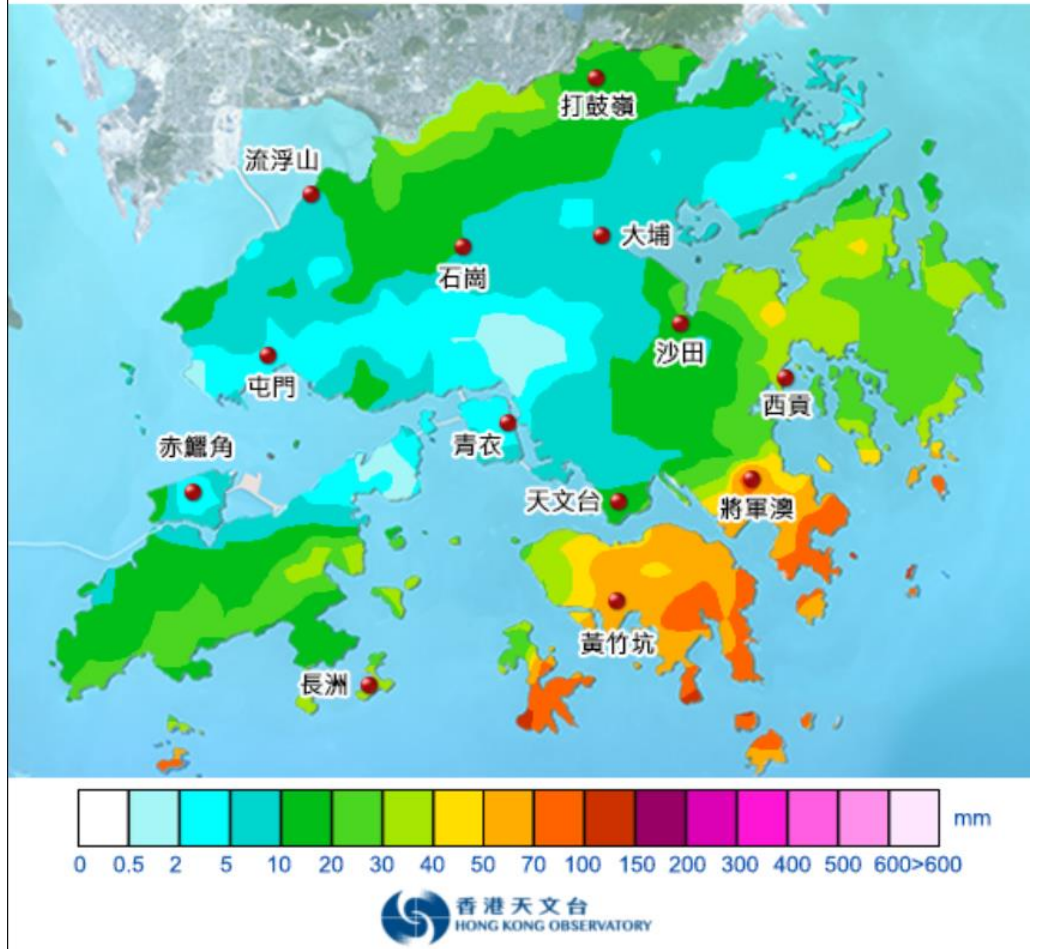 打鼓嶺
流浮山
大埔
石崗
沙田
屯門
西貢
青衣
赤鱲角
將軍澳
天文台
黃竹坑
長洲
mm
0 0.5 2 5 10 20 30 40 50 70 100 150 200 300 400 500 600>600
香港天文台
HONG KONG OBSERVATORY